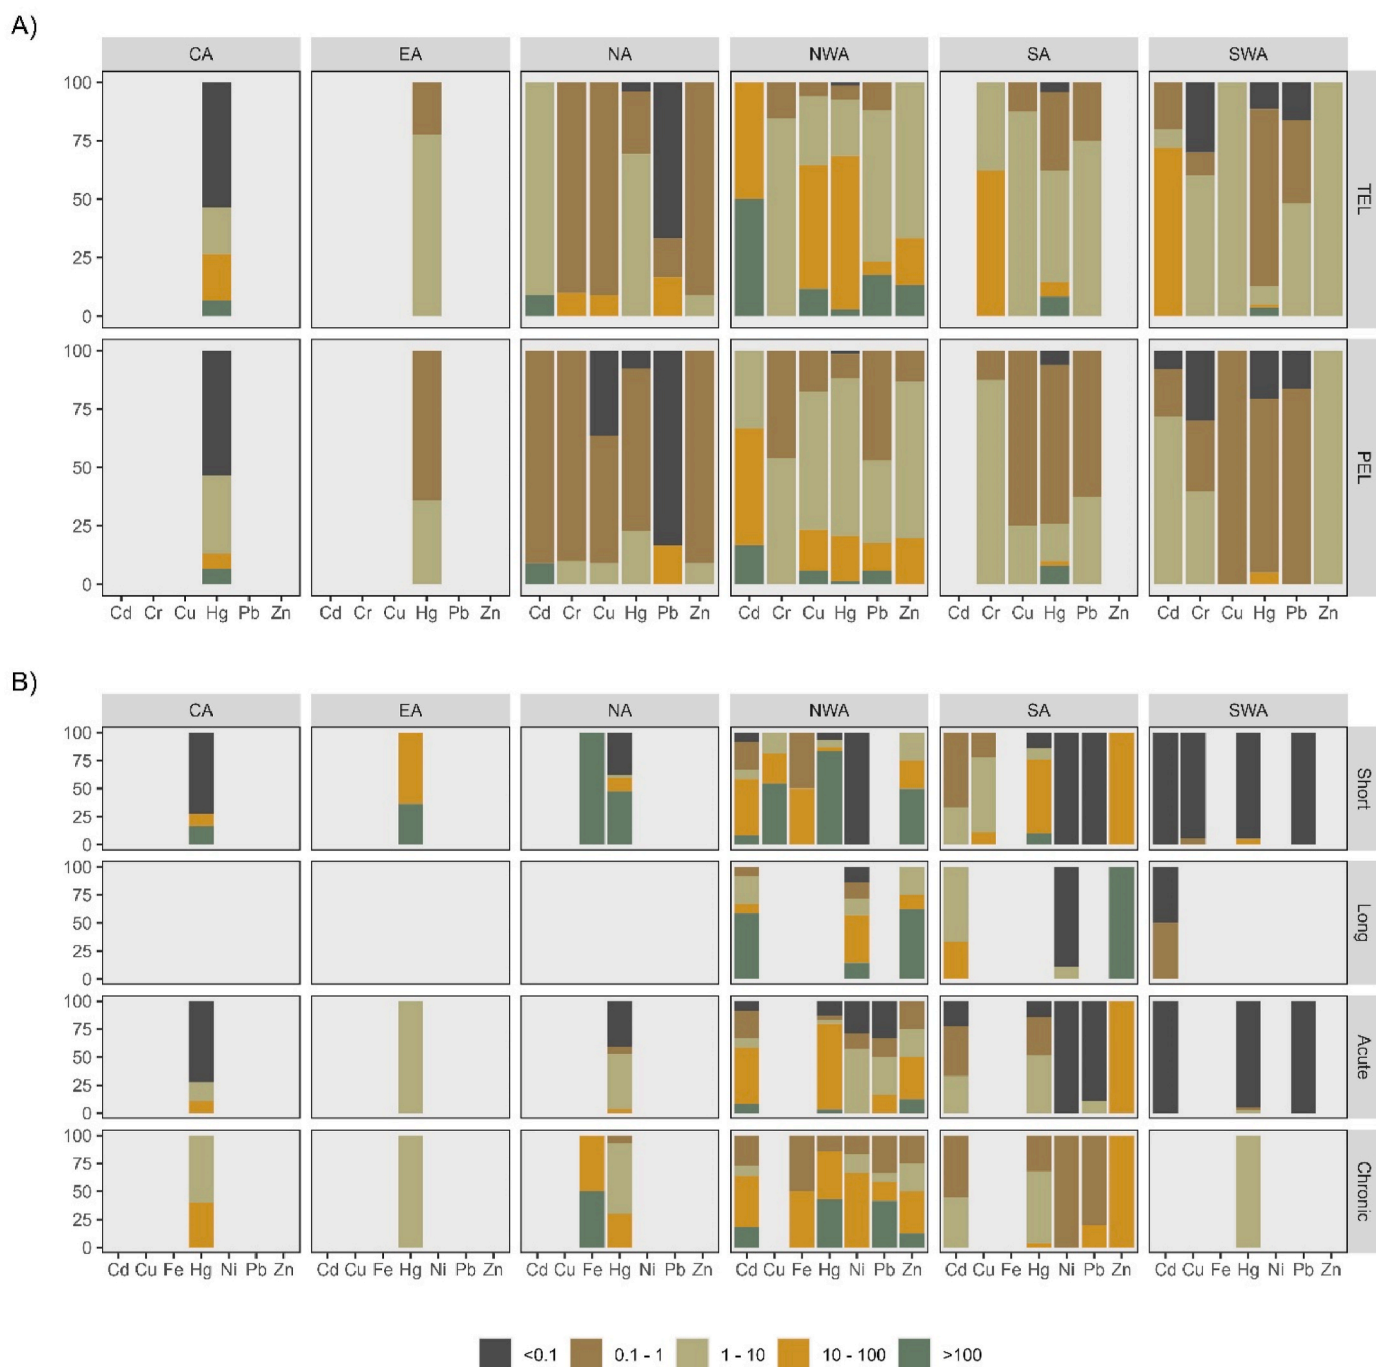 A)
CA EA NA NWA SA SWA
100
75
50
25
0
TEL
100
75
50
25
0
PEL
Cd Cr Cu Hg Pb Zn Cd Cr Cu Hg Pb Zn Cd Cr Cu Hg Pb Zn Cd Cr Cu Hg Pb Zn Cd Cr Cu Hg Pb Zn Cd Cr Cu Hg Pb Zn
B)
CA EA NA NWA SA SWA
100
75
50
25
0
Short
100
75
50
25
0
Long
100
75
50
25
0
Acute
100
75
50
25
0
Chronic
Cd Cu Fe Hg Ni Pb Zn Cd Cu Fe Hg Ni Pb Zn Cd Cu Fe Hg Ni Pb Zn Cd Cu Fe Hg Ni Pb Zn Cd Cu Fe Hg Ni Pb Zn Cd Cu Fe Hg Ni Pb Zn
<0.1 0.1 - 1 1 - 10 10 - 100 >100